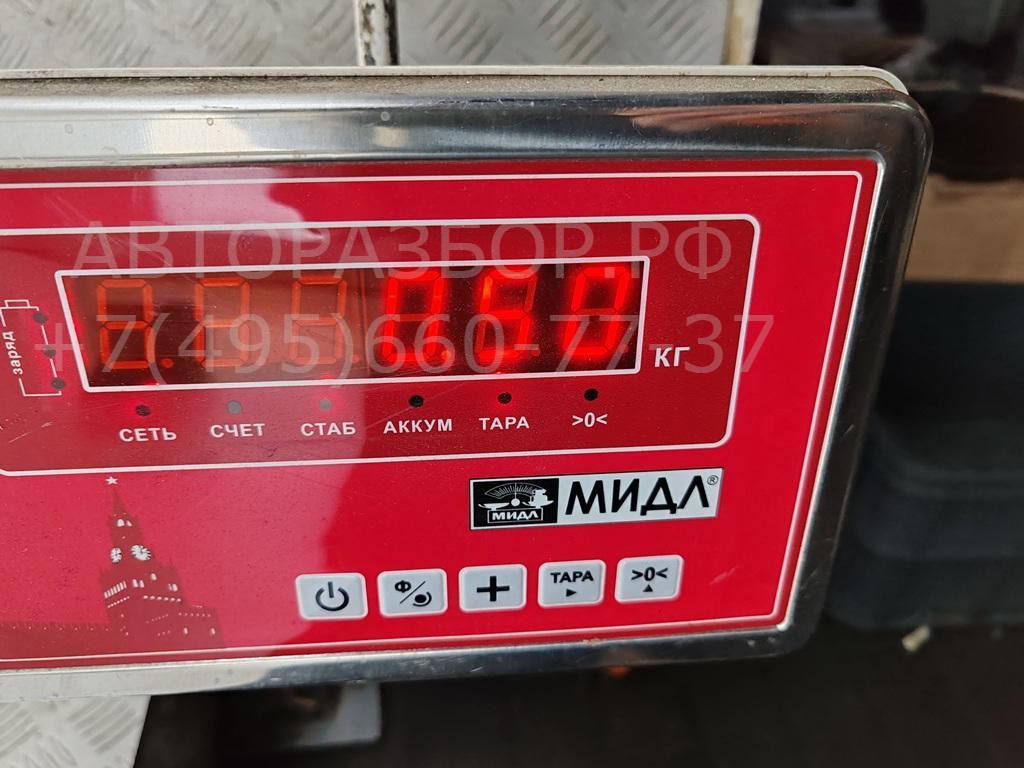 АВТОРАЗБОР.РФ
+7(495)660-77-37
заряд
КГ
СЕТЬ СЧЕТ СТАБ АККУМ ТАРА >0<
МИДЛ МИДЛ®
Ф/ + ТАРА >0<